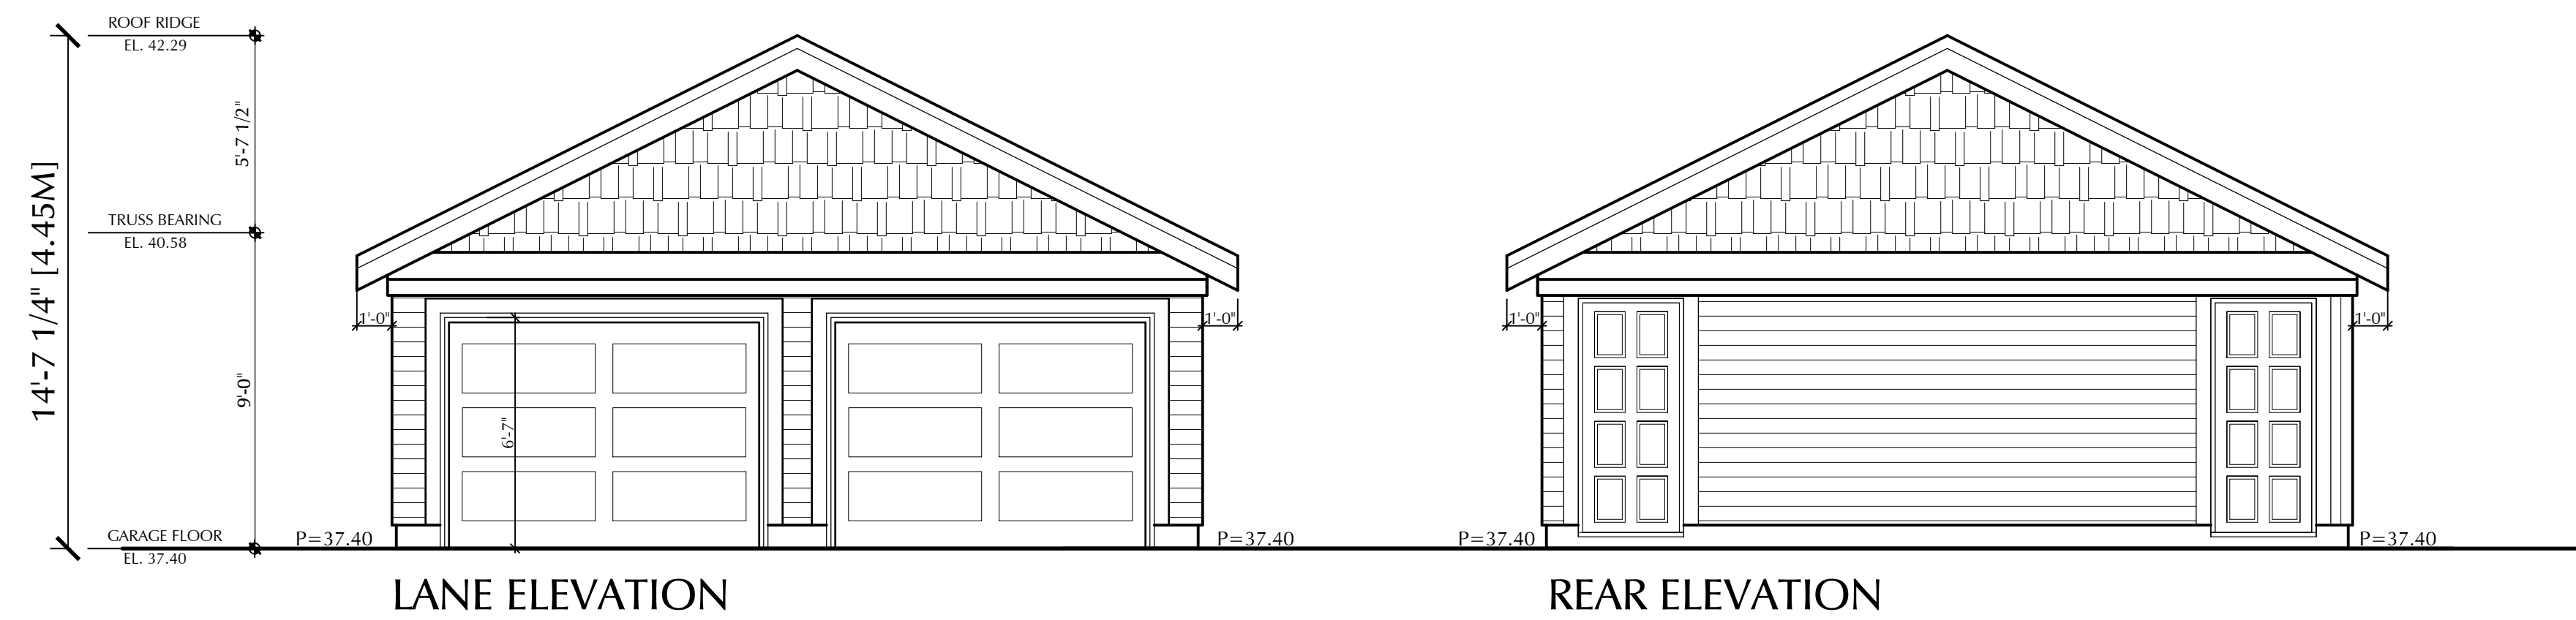 ROOF RIDGE
EL. 42.29
5'-7 1/2"
14'-7 1/4" [4.45M]
TRUSS BEARING
EL. 40.58
9'-0"
GARAGE FLOOR
EL. 37.40
P=37.40
1'-0"
6'-7"
1'-0"
P=37.40
LANE ELEVATION
P=37.40
1'-0"
1'-0"
P=37.40
REAR ELEVATION